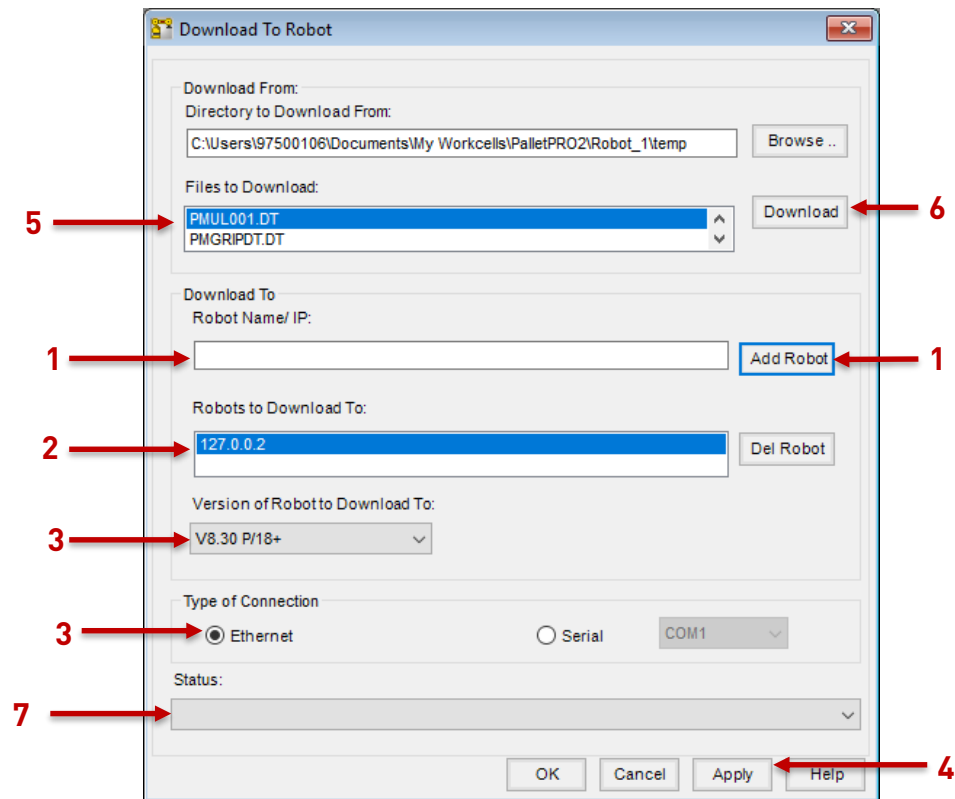 Download To Robot
Download From:
Directory to Download From:
C:\Users\97500106\Documents\My Workcells\PalletPRO2\Robot_1\temp
Browse ..
Files to Download:
5
PMUL001.DT
PMGRIPDT.DT
Download
6
Download To
Robot Name/ IP:
1
Add Robot
1
Robots to Download To:
2
127.0.0.2
Del Robot
Version of Robot to Download To:
3
V8.30 P/18+
Type of Connection
3
Ethernet
Serial
COM1
Status:
7
OK
Cancel
Apply
Help
4